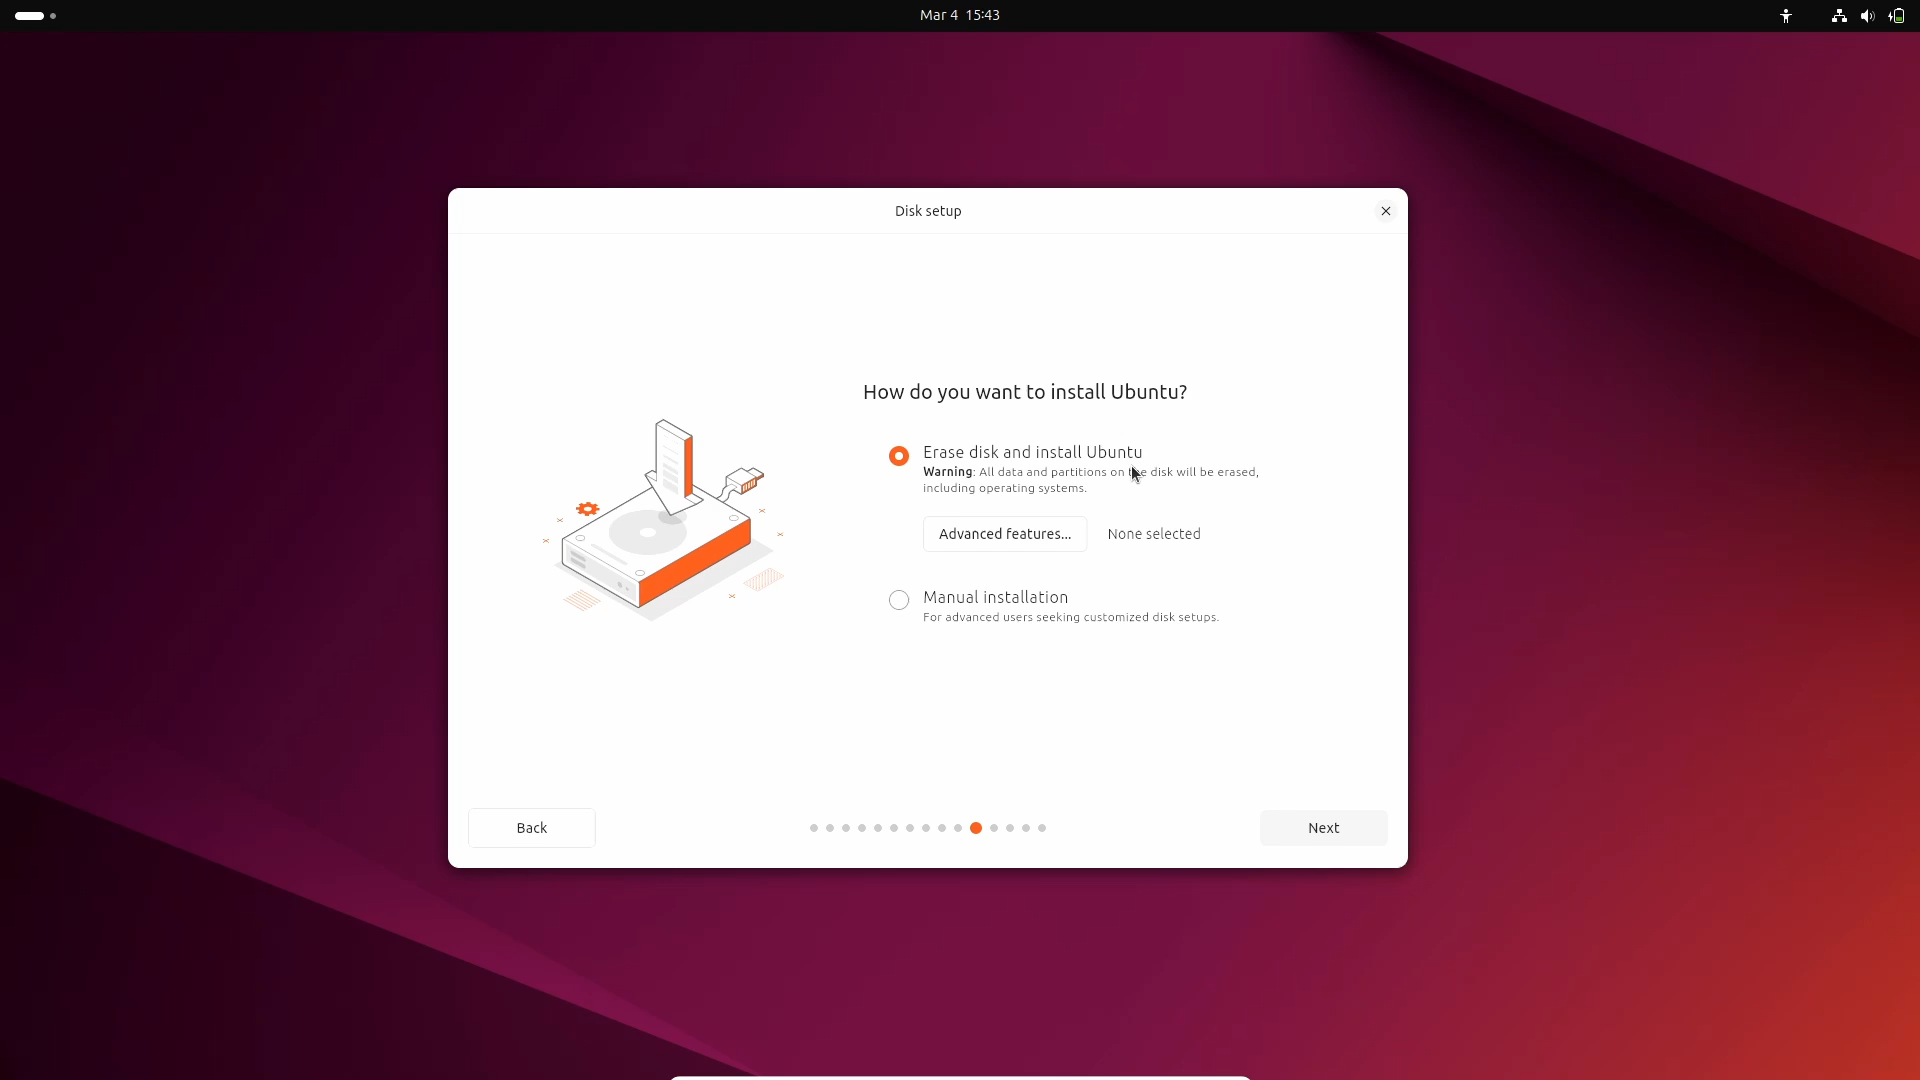 Mar 4 15:43
Disk setup
How do you want to install Ubuntu?
Erase disk and install Ubuntu
Warning: All data and partitions on the disk will be erased,
including operating systems.
Advanced features... None selected
Manual installation
For advanced users seeking customized disk setups.
Back Next